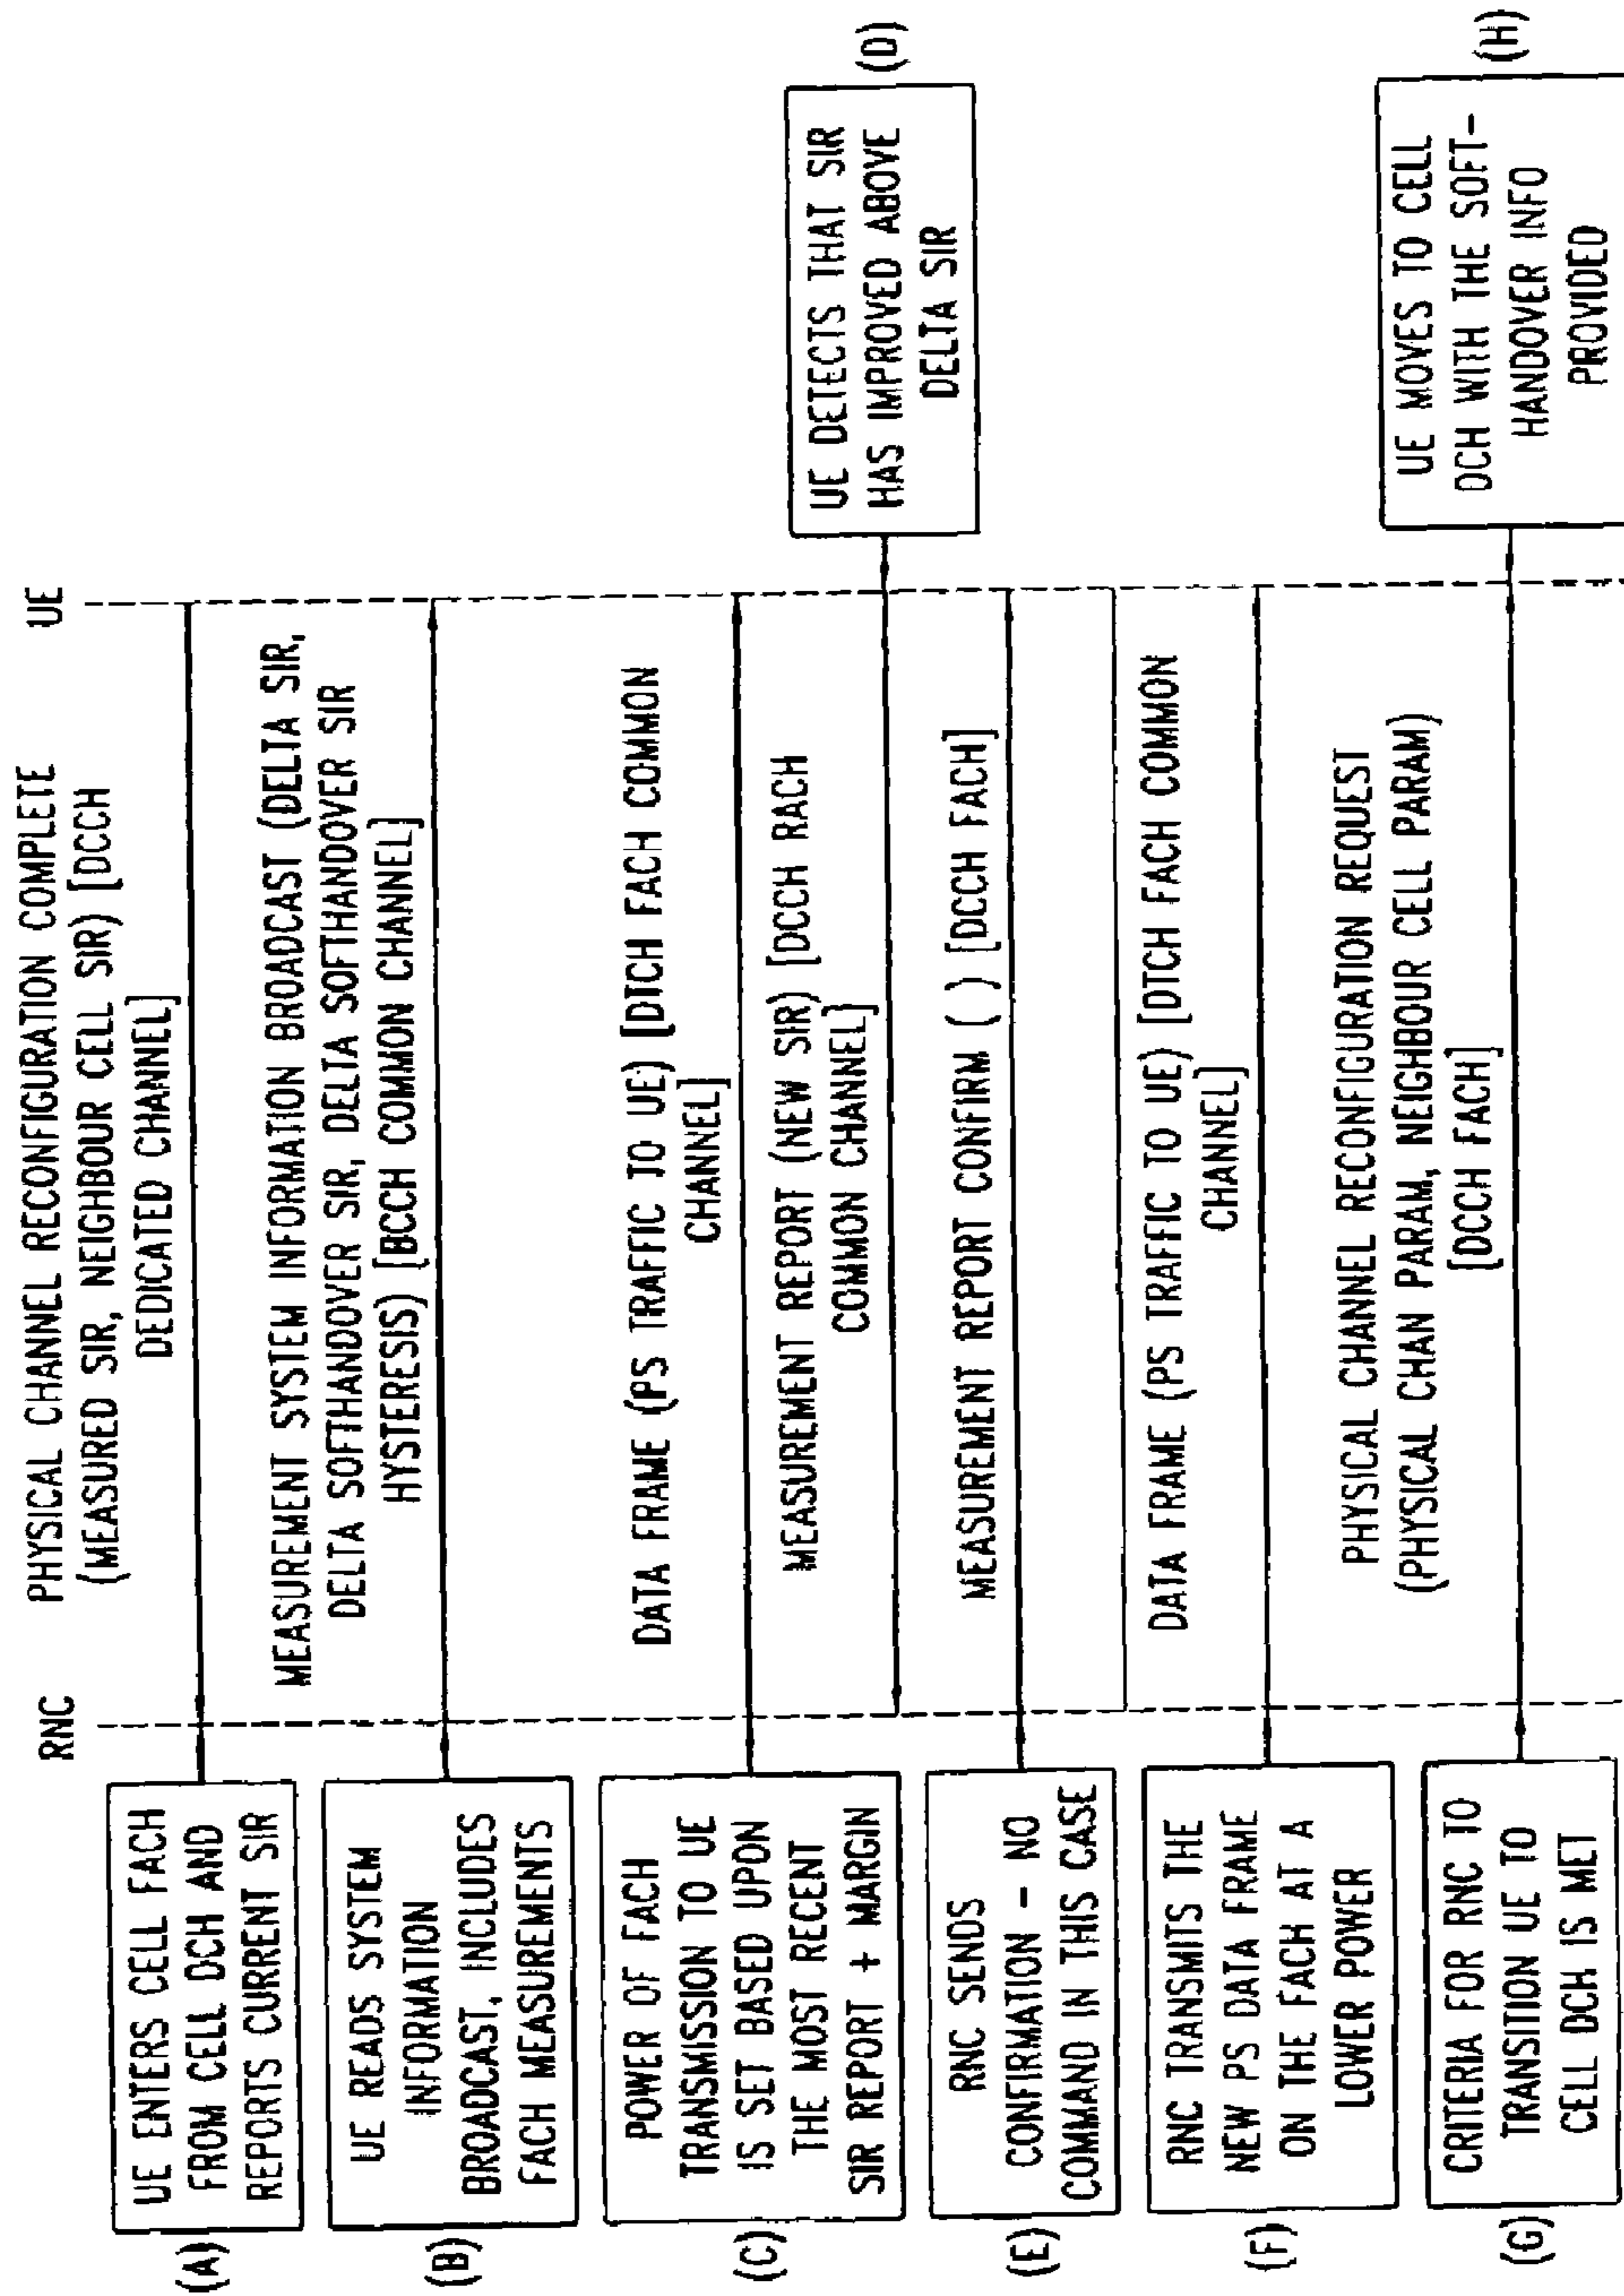 RNC
UE
PHYSICAL CHANNEL RECONFIGURATION COMPLETE
(MEASURED SIR, NEIGHBOUR CELL SIR) [DCCH
DEDICATED CHANNEL]
(A)
UE ENTERS CELL FACH
FROM CELL DCH AND
REPORTS CURRENT SIR
MEASUREMENT SYSTEM INFORMATION BROADCAST (DELTA SIR,
DELTA SOFTHANDOVER SIR, DELTA SOFTHANDOVER SIR
HYSTERESIS) [BCCH COMMON CHANNEL]
(B)
UE READS SYSTEM
INFORMATION
BROADCAST, INCLUDES
FACH MEASUREMENTS
DATA FRAME (PS TRAFFIC TO UE) [DTCH FACH COMMON
CHANNEL]
(C)
POWER OF FACH
TRANSMISSION TO UE
IS SET BASED UPON
THE MOST RECENT
SIR REPORT + MARGIN
MEASUREMENT REPORT (NEW SIR) [DCCH RACH
COMMON CHANNEL]
UE DETECTS THAT SIR
HAS IMPROVED ABOVE
DELTA SIR
(D)
MEASUREMENT REPORT CONFIRM ( ) [DCCH FACH]
(E)
RNC SENDS
CONFIRMATION - NO
COMMAND IN THIS CASE
DATA FRAME (PS TRAFFIC TO UE) [DTCH FACH COMMON
CHANNEL]
(F)
RNC TRANSMITS THE
NEW PS DATA FRAME
ON THE FACH AT A
LOWER POWER
PHYSICAL CHANNEL RECONFIGURATION REQUEST
(PHYSICAL CHAN PARAM, NEIGHBOUR CELL PARAM)
[DCCH FACH]
(G)
CRITERIA FOR RNC TO
TRANSITION UE TO
CELL DCH IS MET
UE MOVES TO CELL
DCH WITH THE SOFT-
HANDOVER INFO
PROVIDED
(H)